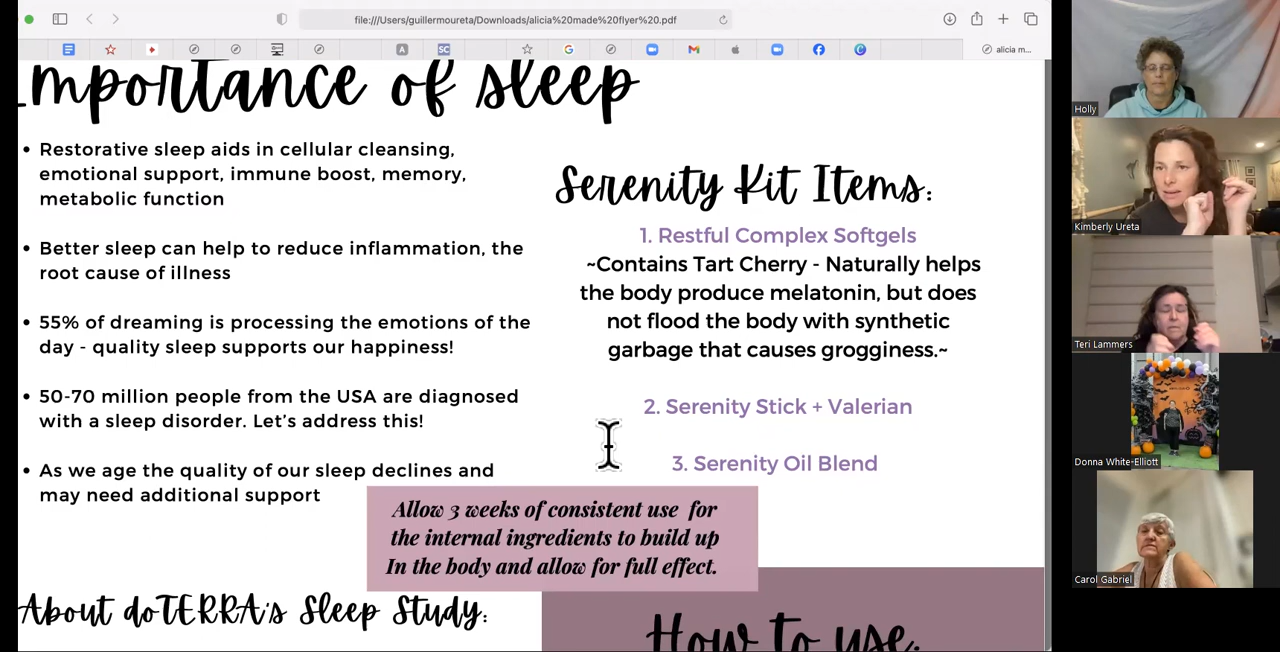 file:///Users/guillermoureta/Downloads/alicia%20made%20flyer%20.pdf
A
SC
alicia m...
Importance of sleep
• Restorative sleep aids in cellular cleansing,
emotional support, immune boost, memory,
metabolic function
• Better sleep can help to reduce inflammation, the
root cause of illness
• 55% of dreaming is processing the emotions of the
day - quality sleep supports our happiness!
• 50-70 million people from the USA are diagnosed
with a sleep disorder. Let's address this!
• As we age the quality of our sleep declines and
may need additional support
Serenity Kit Items:
1. Restful Complex Softgels
~Contains Tart Cherry - Naturally helps
the body produce melatonin, but does
not flood the body with synthetic
garbage that causes grogginess.~
2. Serenity Stick + Valerian
3. Serenity Oil Blend
Allow 3 weeks of consistent use for
the internal ingredients to build up
In the body and allow for full effect.
About doTERRA's Sleep Study:
How to use:
Holly
Kimberly Ureta
Teri Lammers
Donna White-Elliott
Carol Gabriel